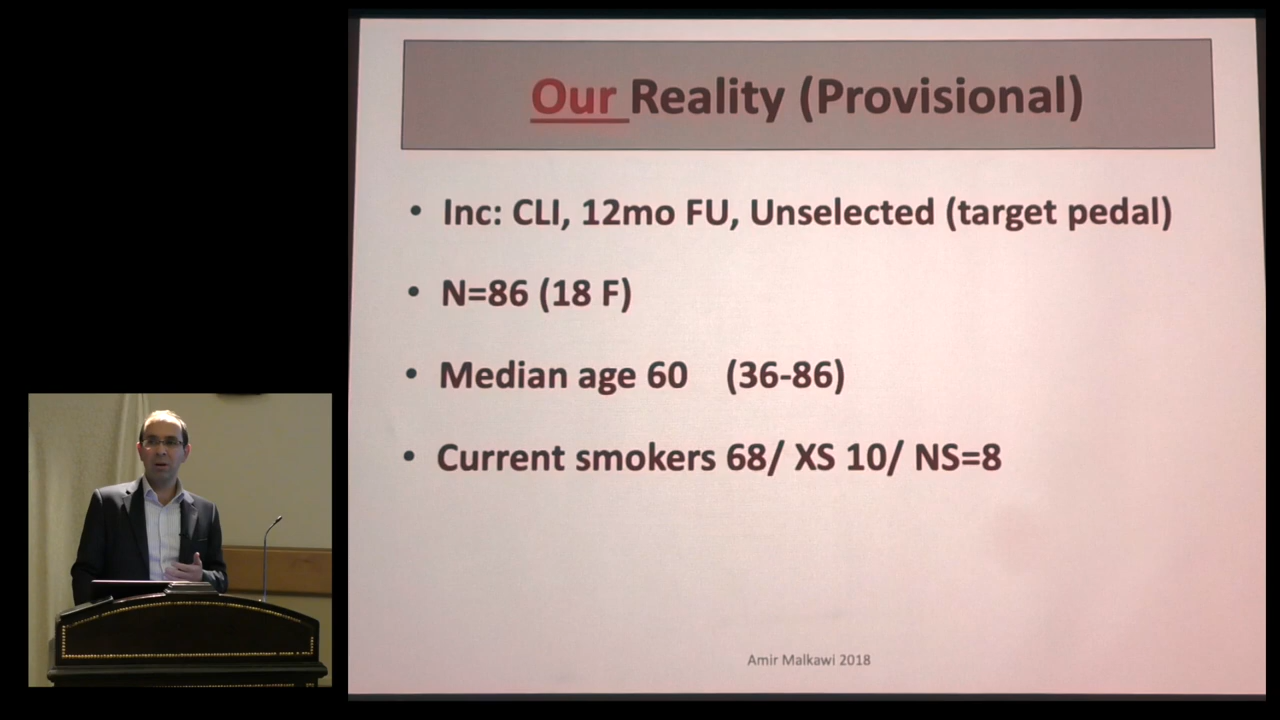 Our Reality (Provisional)
• Inc: CLI, 12mo FU, Unselected (target pedal)
• N=86 (18 F)
• Median age 60 (36-86)
• Current smokers 68/ XS 10/ NS=8
Amir Malkawi 2018